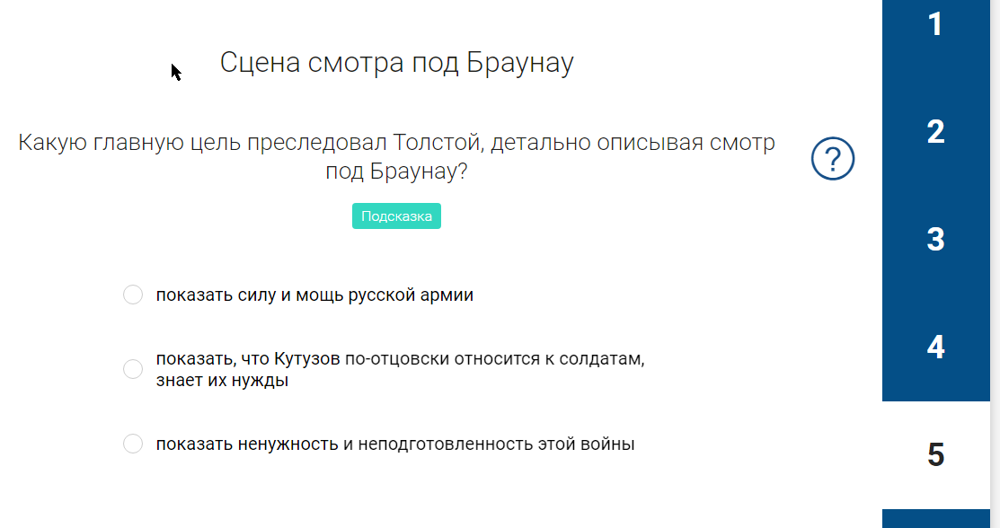 Сцена смотра под Браунау
Какую главную цель преследовал Толстой, детально описывая смотр
под Браунау?
?
Подсказка
показать силу и мощь русской армии
показать, что Кутузов по-отцовски относится к солдатам,
знает их нужды
показать ненужность и неподготовленность этой войны
1
2
3
4
5